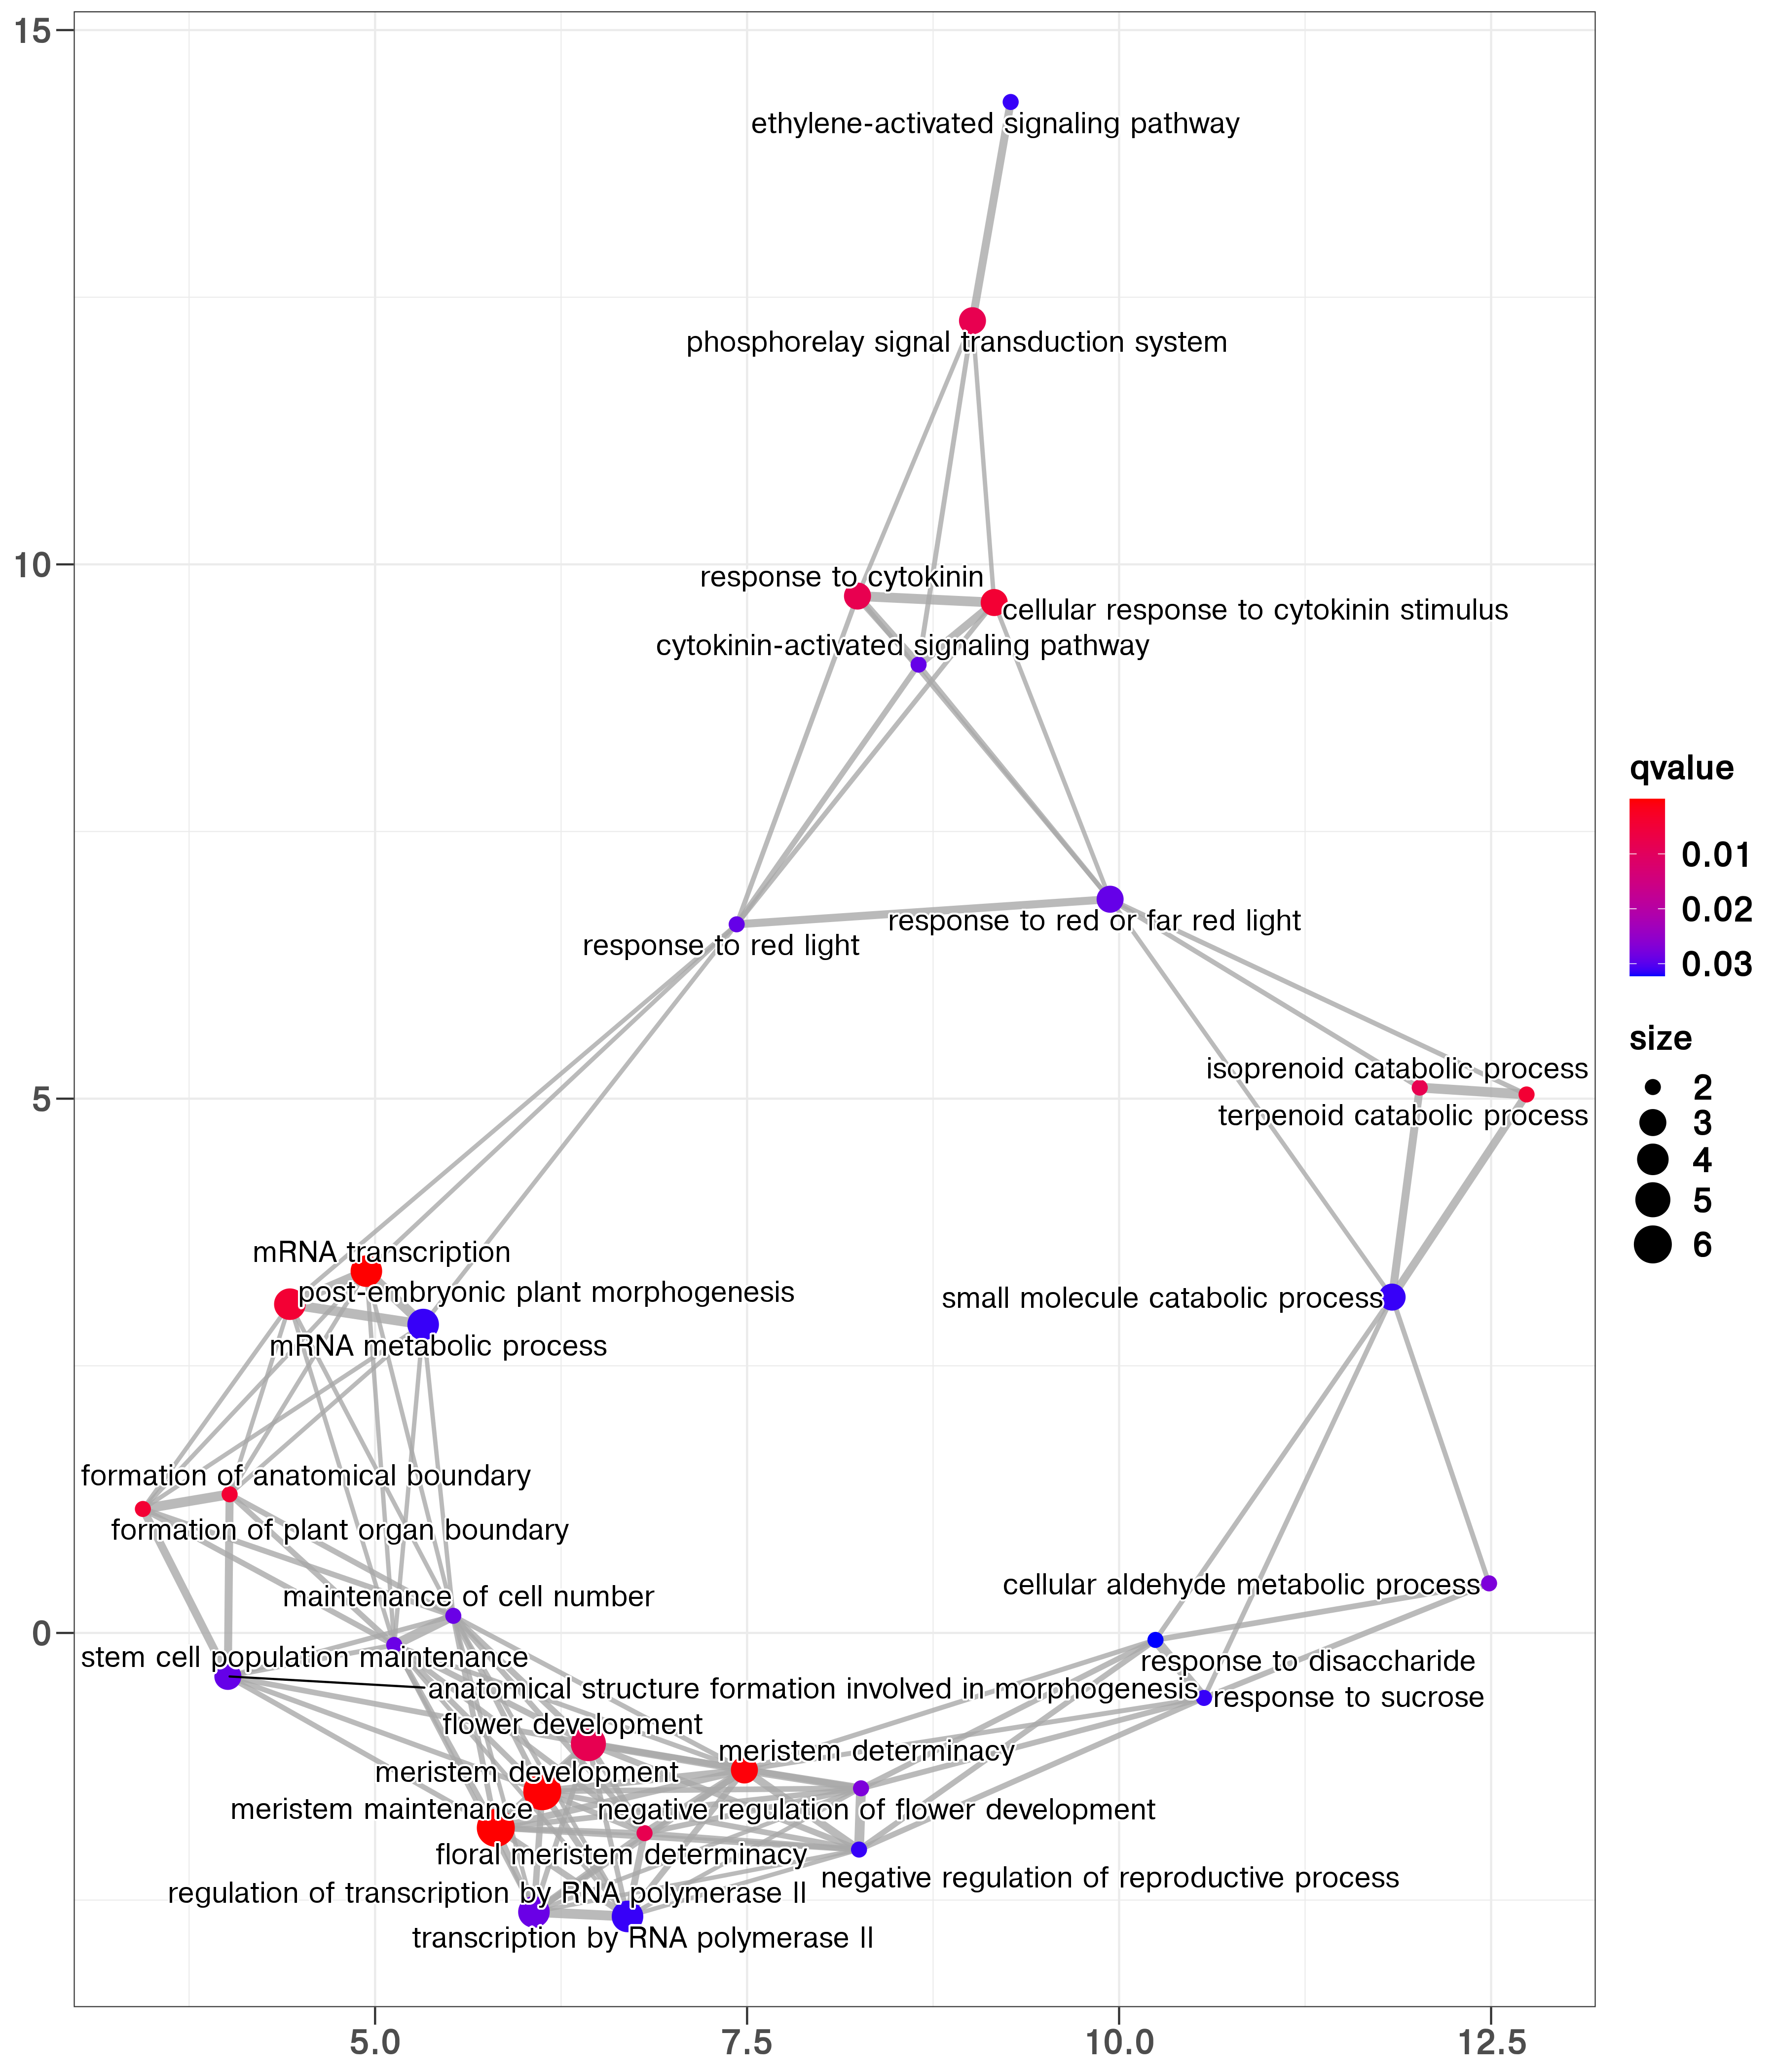 15
ethylene-activated signaling pathway
phosphorelay signal transduction system
10
response to cytokinin
cellular response to cytokinin stimulus
cytokinin-activated signaling pathway
response to red or far red light
response to red light
isoprenoid catabolic process
5
terpenoid catabolic process
mRNA transcription
post-embryonic plant morphogenesis
small molecule catabolic process
mRNA metabolic process
formation of anatomical boundary
formation of plant organ boundary
cellular aldehyde metabolic process
maintenance of cell number
0
stem cell population maintenance
response to disaccharide
anatomical structure formation involved in morphogenesis
response to sucrose
flower development
meristem determinacy
meristem development
meristem maintenance
negative regulation of flower development
floral meristem determinacy
negative regulation of reproductive process
regulation of transcription by RNA polymerase II
transcription by RNA polymerase II
5.0
7.5
10.0
12.5
qvalue
0.01
0.02
0.03
size
2
3
4
5
6